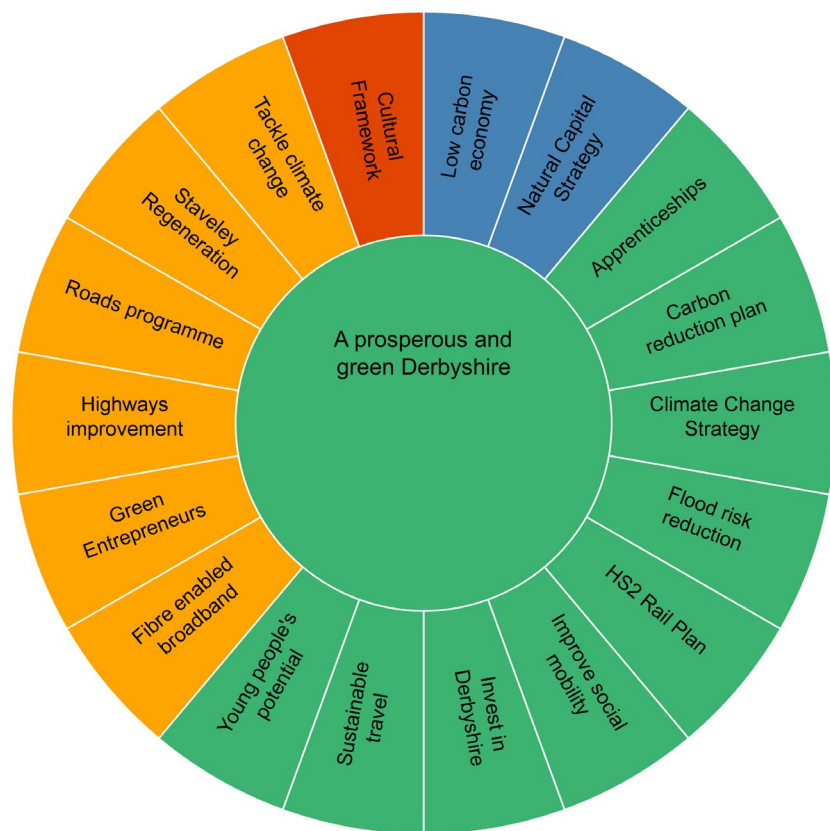 A prosperous and
green Derbyshire
Low carbon
economy
Natural Capital
Strategy
Apprenticeships
Carbon
reduction plan
Climate Change
Strategy
Flood risk
reduction
HS2 Rail Plan
Improve social
mobility
Invest in
Derbyshire
Sustainable
travel
Young people's
potential
Fibre enabled
broadband
Green
Entrepreneurs
Highways
improvement
Roads programme
Staveley
Regeneration
Tackle climate
change
Cultural
Framework